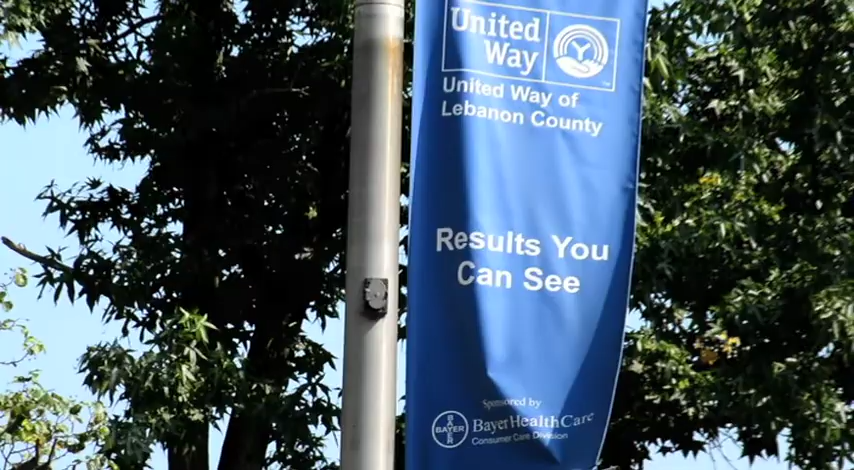 United
Way
United Way of
Lebanon County
Results You
Can See
Sponsored by
BAYER
BAYER
Bayer HealthCare
Consumer Care Division